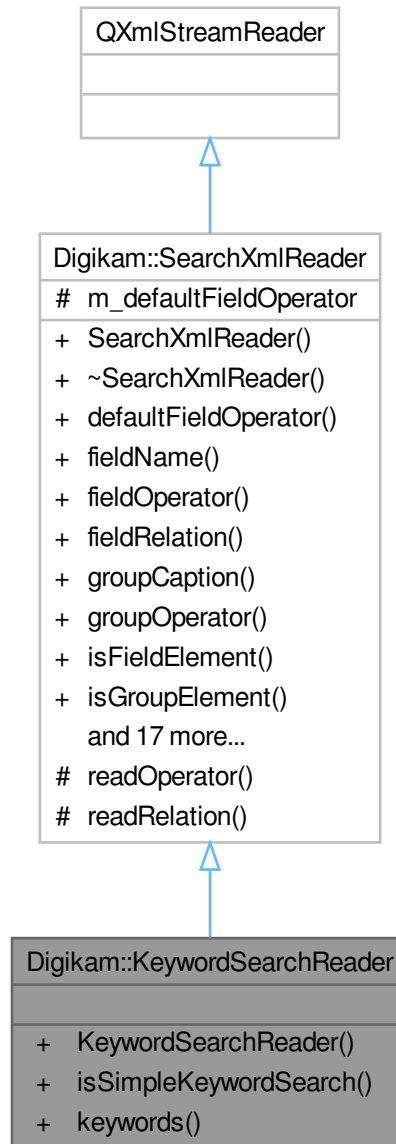 QXmlStreamReader
Digikam::SearchXmlReader
# m_defaultFieldOperator
+ SearchXmlReader()
+ ~SearchXmlReader()
+ defaultFieldOperator()
+ fieldName()
+ fieldOperator()
+ fieldRelation()
+ groupCaption()
+ groupOperator()
+ isFieldElement()
+ isGroupElement()
and 17 more...
# readOperator()
# readRelation()
Digikam::KeywordSearchReader
+ KeywordSearchReader()
+ isSimpleKeywordSearch()
+ keywords()